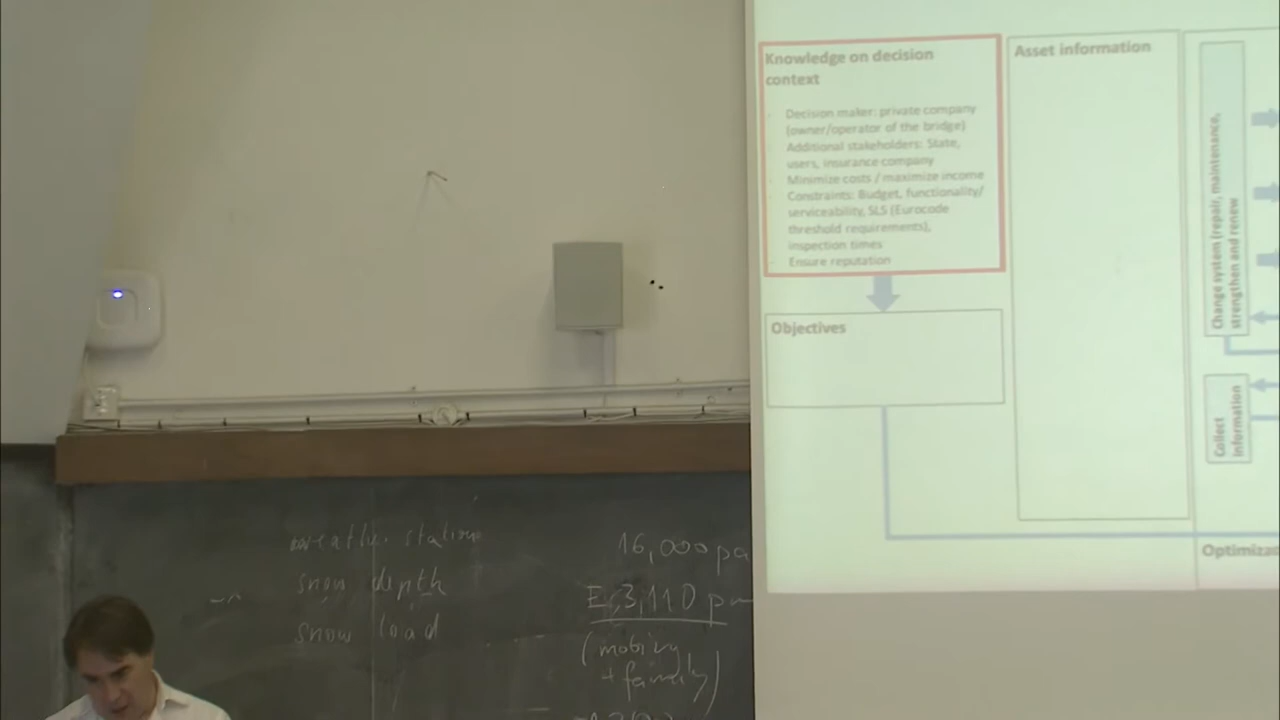 Knowledge on decision
context
Decision maker: private company
(owner/operator of the bridge)
Additional stakeholders: State,
users, insurance company
Minimize costs / maximize income
Constraints: Budget, functionality/
serviceability, SLS (Eurocode
threshold requirements),
inspection times
Ensure reputation
Objectives
Asset information
Change system (repair, maintenance,
strengthen and renew
Collect
information
Optimiza
station
snow depth
snow load
16,000 pa
3,110
(mobility
+ family)